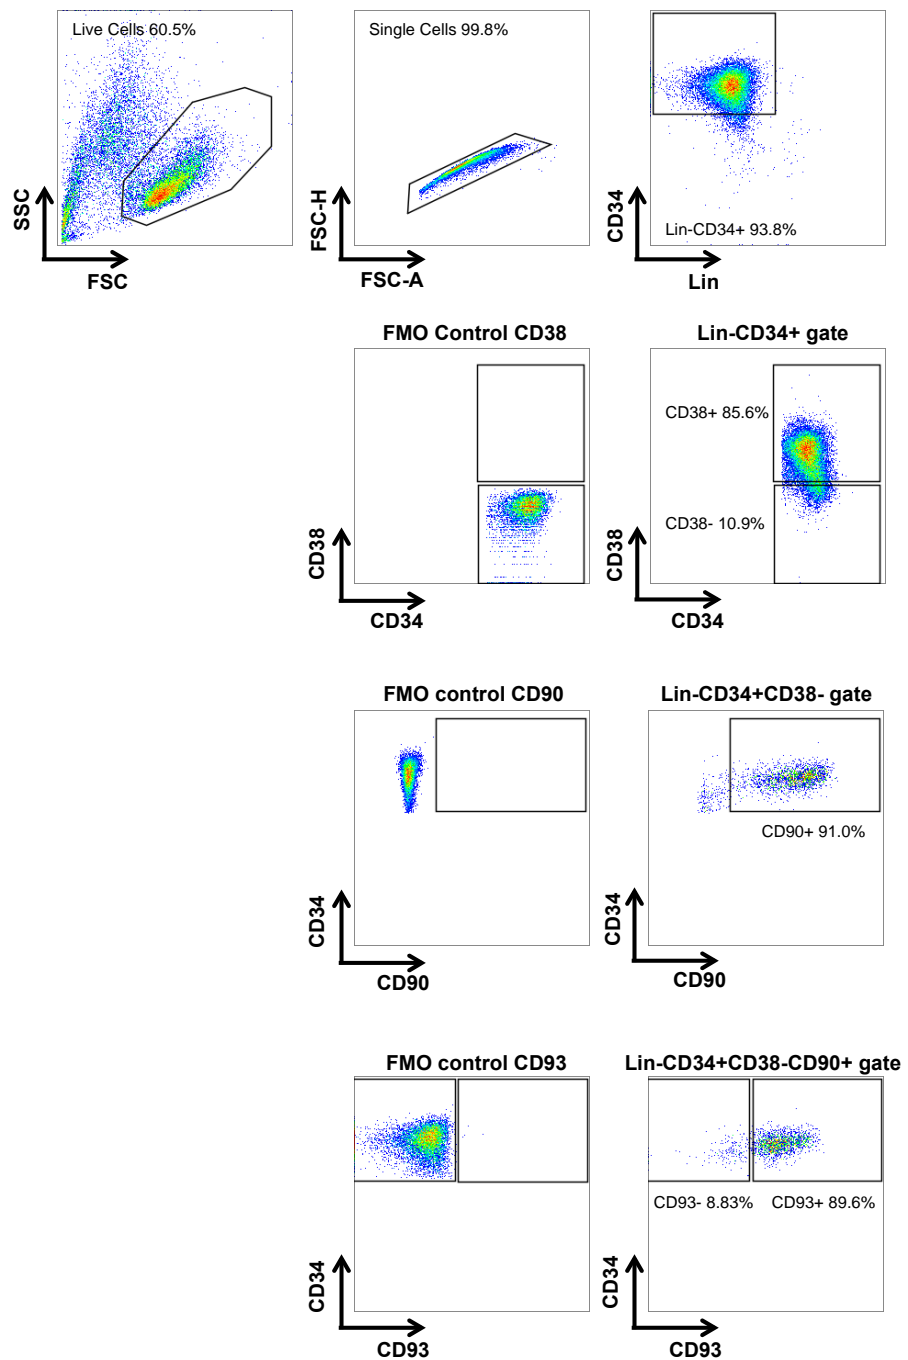 Live Cells 60.5%
Single Cells 99.8%
SSC
FSC
FSC-H
FSC-A
CD34
Lin-CD34+ 93.8%
Lin
FMO Control CD38
Lin-CD34+ gate
CD38
CD34
CD38+ 85.6%
CD38- 10.9%
CD38
CD34
FMO control CD90
Lin-CD34+CD38- gate
CD34
CD90
CD90+ 91.0%
CD34
CD90
FMO control CD93
Lin-CD34+CD38-CD90+ gate
CD34
CD93
CD93- 8.83%
CD93+ 89.6%
CD34
CD93